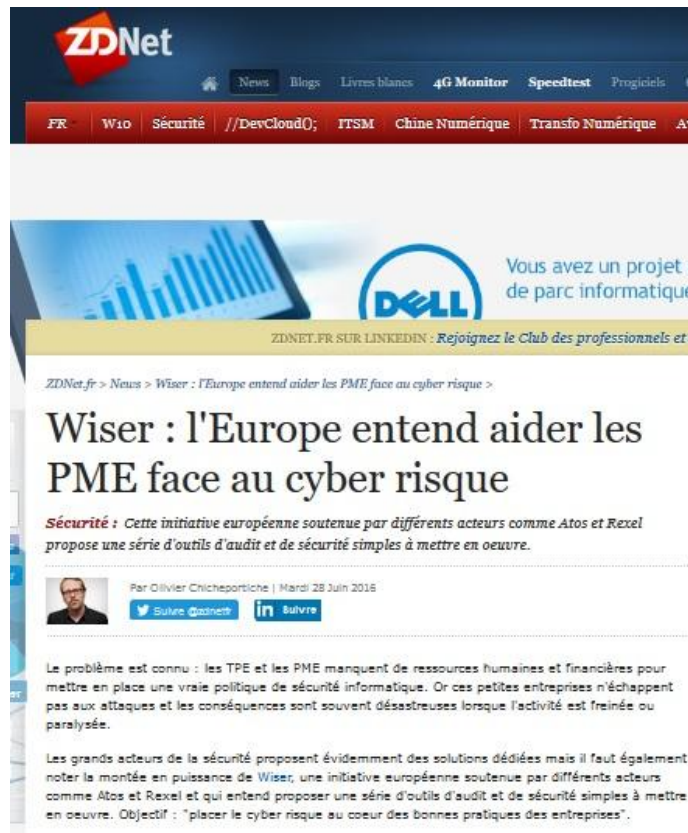 ZDNet
News Blogs Livres blancs 4G Monitor Speedtest Progiciels
FR W10 Sécurité //DevCloud(); ITSM Chine Numérique Transfo Numérique
Vous avez un projet
DELL de parc informatique
ZDNET.FR SUR LINKEDIN : Rejoignez le Club des professionnels et
ZDNet.fr > News > Wiser : l'Europe entend aider les PME face au cyber risque >
Wiser : l'Europe entend aider les
PME face au cyber risque
Sécurité : Cette initiative européenne soutenue par différents acteurs comme Atos et Rexel
propose une série d'outils d'audit et de sécurité simples à mettre en oeuvre.
Par Olivier Chicheportiche | Mardi 28 Juin 2016
Suivre @zdnetfr in Suivre
Le problème est connu : les TPE et les PME manquent de ressources humaines et financières pour
mettre en place une vraie politique de sécurité informatique. Or ces petites entreprises n'échappent
pas aux attaques et les conséquences sont souvent désastreuses lorsque l'activité est freinée ou
paralysée.
Les grands acteurs de la sécurité proposent évidemment des solutions dédiées mais il faut également
noter la montée en puissance de Wiser, une initiative européenne soutenue par différents acteurs
comme Atos et Rexel et qui entend proposer une série d'outils d'audit et de sécurité simples à mettre
en oeuvre. Objectif : "placer le cyber risque au coeur des bonnes pratiques des entreprises".